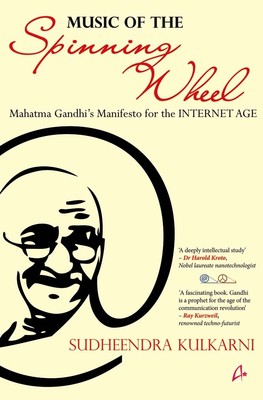 MUSIC OF THE
Spinning
Wheel
Mahatma Gandhi's Manifesto for the INTERNET AGE
'A deeply intellectual study'
– Dr Harold Kroto,
Nobel laureate nanotechnologist
'A fascinating book. Gandhi
is a prophet for the age of the
communication revolution'
– Ray Kurzweil,
renowned techno-futurist
SUDHEENDRA KULKARNI
A